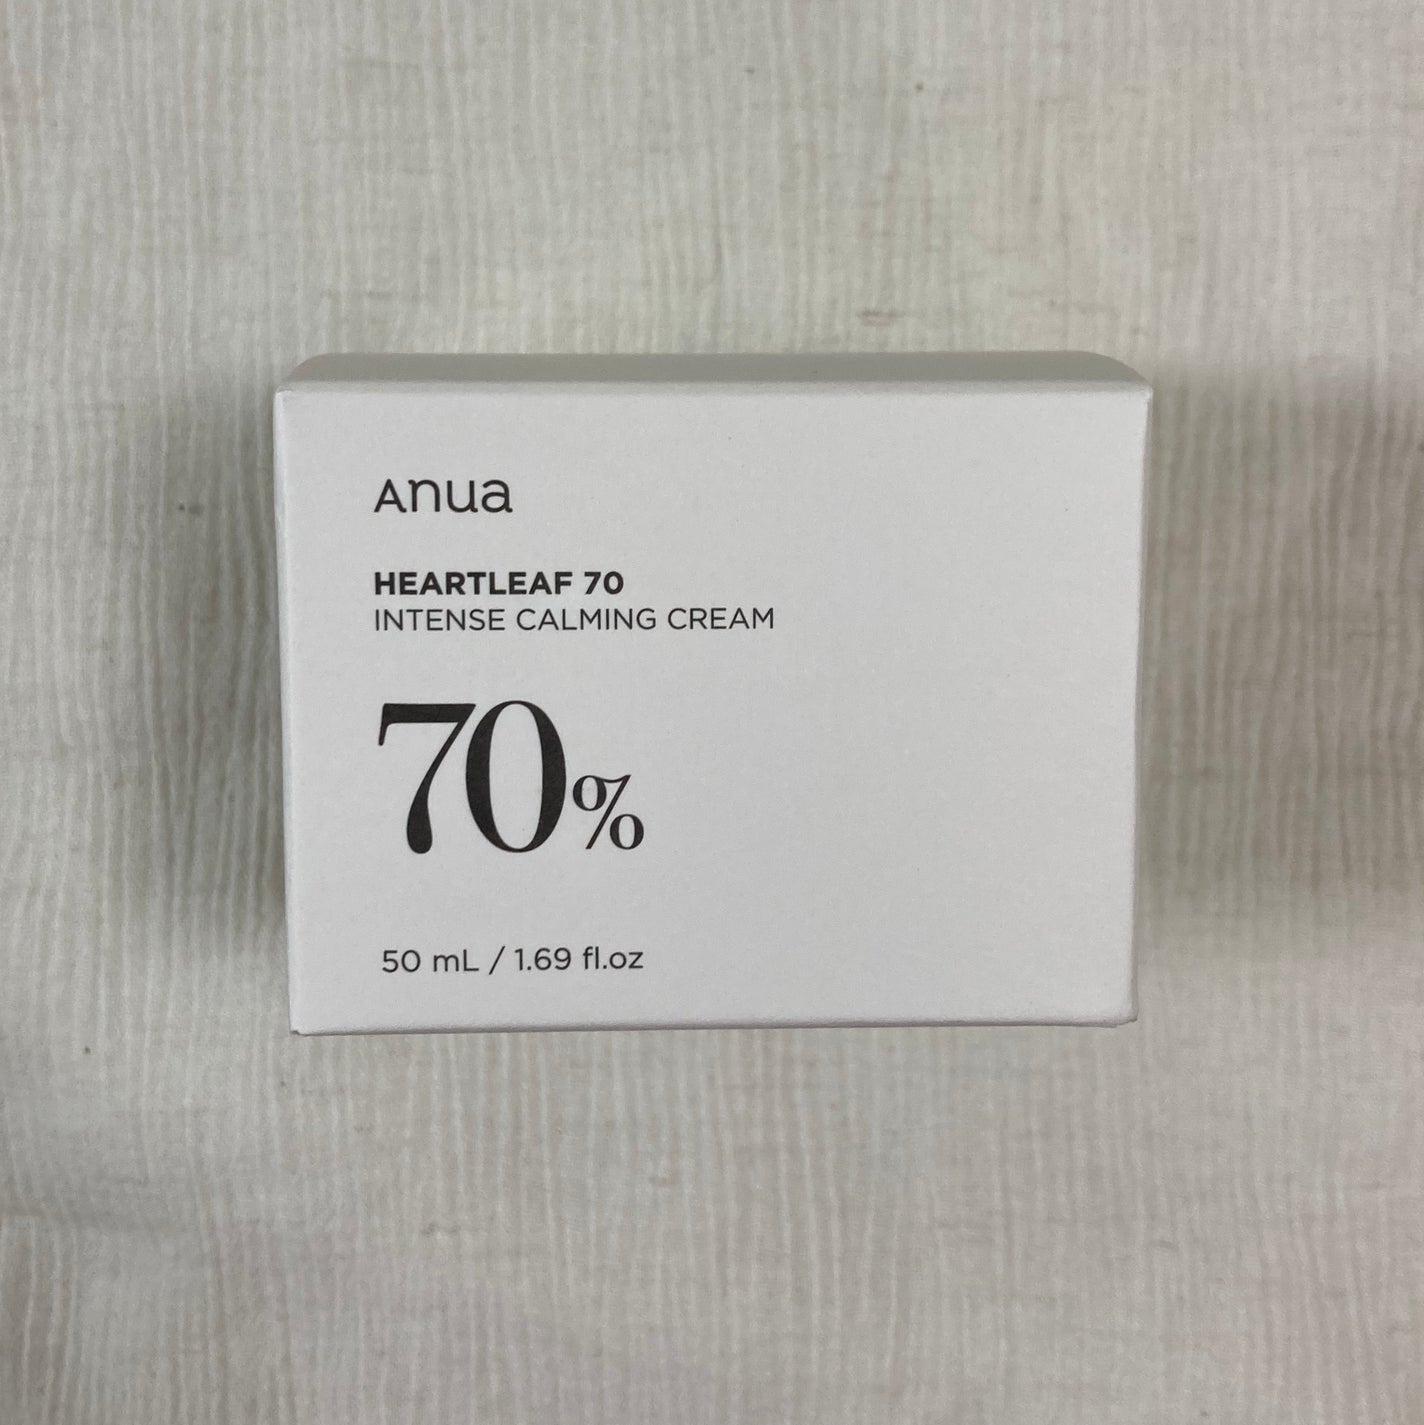 Anua
HEARTLEAF 70
INTENSE CALMING CREAM
70%
50 mL / 1.69 fl.oz